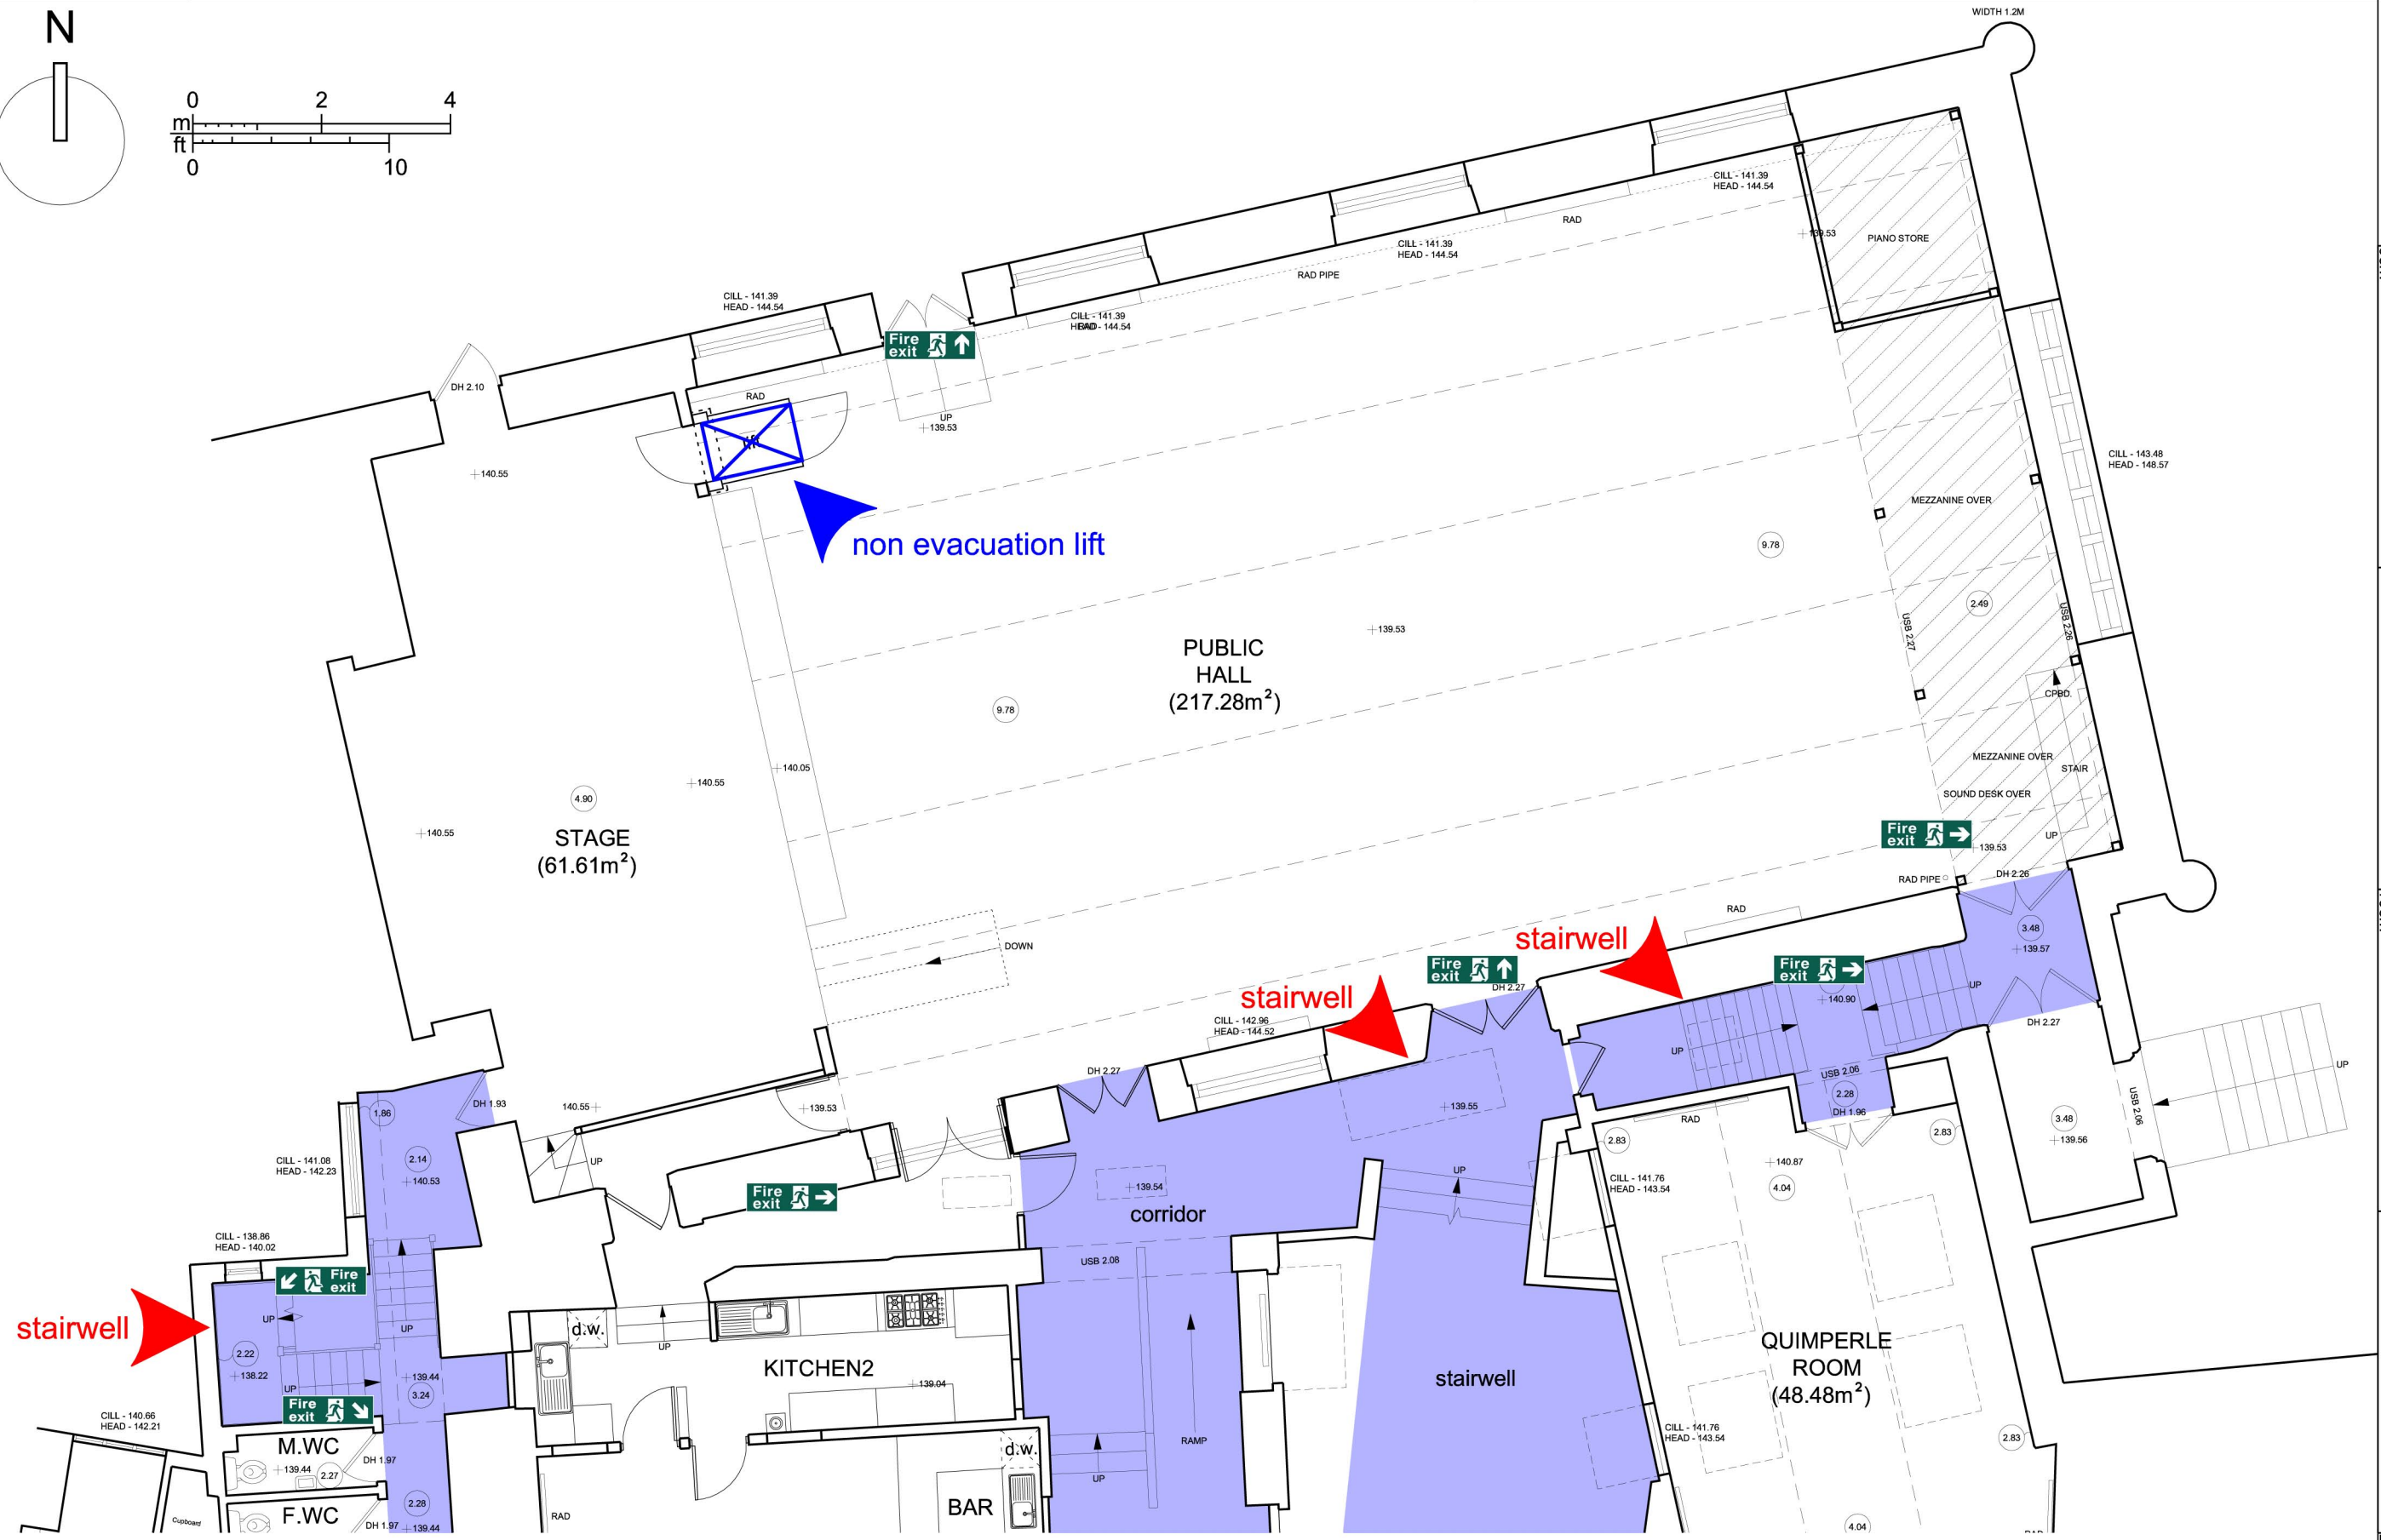 N
WIDTH 1.2M
0 2 4
m
ft
0 10
CILL - 141.39
HEAD - 144.54
RAD
139.53
PIANO STORE
CILL - 141.39
HEAD - 144.54
RAD PIPE
CILL - 141.39
HEAD - 144.54
CILL - 141.39
HEAD - 144.54
Fire
exit
DH 2.10
RAD
UP
139.53
lift
140.55
CILL - 143.48
HEAD - 148.57
MEZZANINE OVER
non evacuation lift
9.78
2.49
USB 2.27
USB 2.26
139.53
PUBLIC
HALL
(217.28m²)
9.78
CPBD.
MEZZANINE OVER
STAIR
SOUND DESK OVER
140.05
140.55
4.90
STAGE
(61.61m²)
140.55
Fire
exit
UP
139.53
RAD PIPE
DH 2.26
RAD
DOWN
stairwell
3.48
139.57
Fire
exit
Fire
exit
DH 2.27
UP
140.90
stairwell
CILL - 142.96
HEAD - 144.52
DH 2.27
UP
UP
DH 2.27
USB 2.06
2.28
DH 1.96
USB 2.06
3.48
139.56
1.86
DH 1.93
140.55
139.53
139.55
RAD
2.83
2.83
CILL - 141.08
HEAD - 142.23
2.14
140.53
UP
Fire
exit
139.54
corridor
UP
140.87
4.04
CILL - 141.76
HEAD - 143.54
CILL - 138.86
HEAD - 140.02
Fire
exit
USB 2.08
stairwell
UP
UP
2.22
138.22
UP
139.44
3.24
Fire
exit
d.w.
UP
KITCHEN2
139.04
stairwell
QUIMPERLE
ROOM
(48.48m²)
CILL - 140.66
HEAD - 142.21
M.WC
139.44
2.27
DH 1.97
RAMP
UP
d.w.
CILL - 141.76
HEAD - 143.54
2.83
Cupboard
F.WC
2.28
DH 1.97
139.44
RAD
BAR
4.04